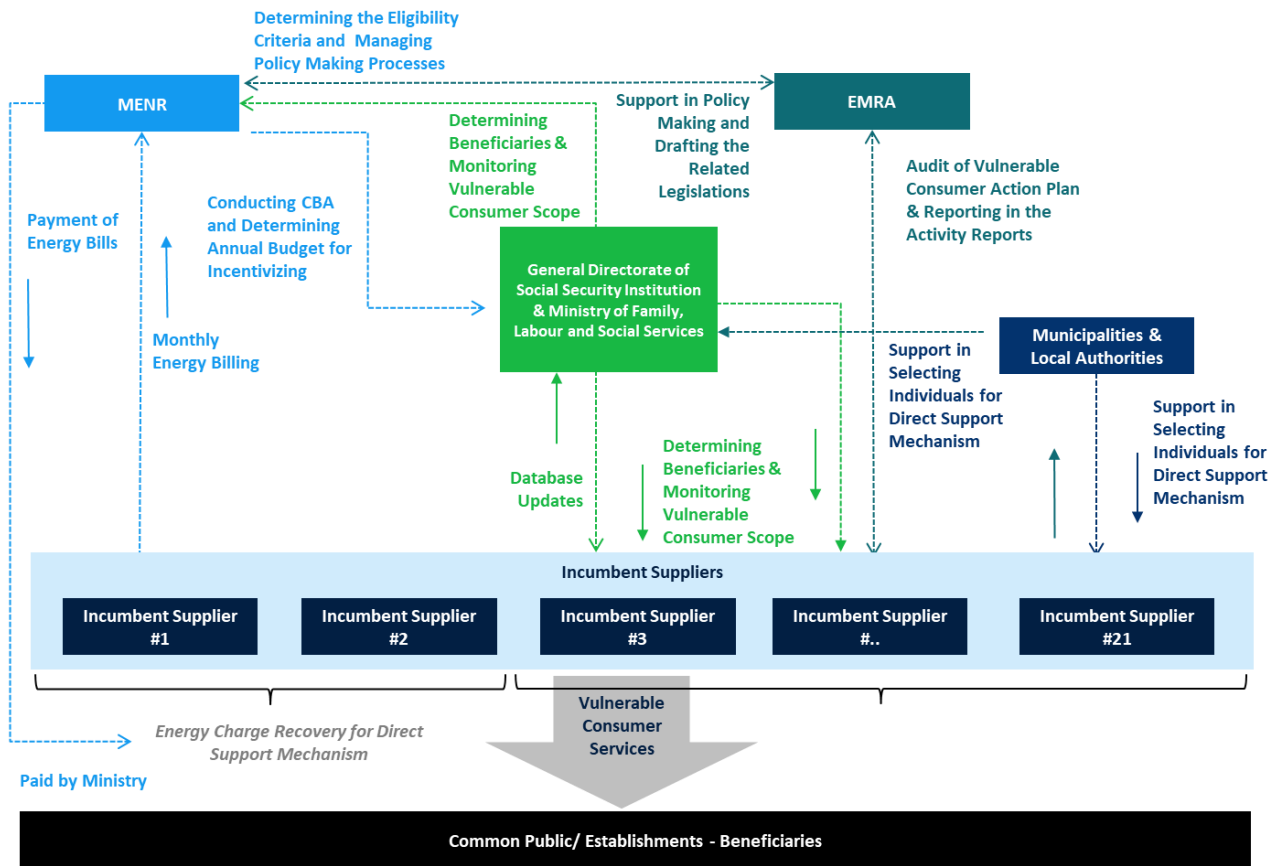 Determining the Eligibility
Criteria and Managing
Policy Making Processes
MENR
EMRA
Support in Policy
Making and
Drafting the
Related
Legislations
Determining
Beneficiaries &
Monitoring
Vulnerable
Consumer Scope
Audit of Vulnerable
Consumer Action Plan
& Reporting in the
Activity Reports
Payment of
Energy Bills
Conducting CBA
and Determining
Annual Budget for
Incentivizing
General Directorate of
Social Security Institution
& Ministry of Family,
Labour and Social Services
Monthly
Energy Billing
Municipalities &
Local Authorities
Support in
Selecting
Individuals for
Direct Support
Mechanism
Support in
Selecting
Individuals for
Direct Support
Mechanism
Database
Updates
Determining
Beneficiaries &
Monitoring
Vulnerable
Consumer Scope
Incumbent Suppliers
Incumbent Supplier
#1
Incumbent Supplier
#2
Incumbent Supplier
#3
Incumbent Supplier
#..
Incumbent Supplier
#21
Vulnerable
Consumer
Services
Energy Charge Recovery for Direct
Support Mechanism
Paid by Ministry
Common Public/ Establishments - Beneficiaries